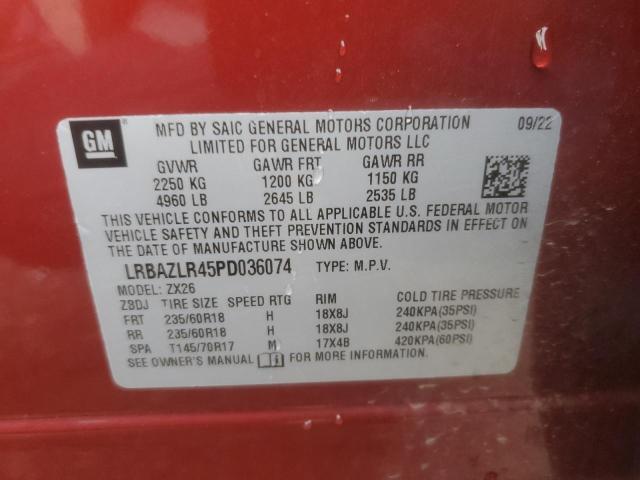 GM
MFD BY SAIC GENERAL MOTORS CORPORATION 09/22
LIMITED FOR GENERAL MOTORS LLC
GVWR GAWR FRT GAWR RR
2250 KG 1200 KG 1150 KG
4960 LB 2645 LB 2535 LB
THIS VEHICLE CONFORMS TO ALL APPLICABLE U.S. FEDERAL MOTOR
VEHICLE SAFETY AND THEFT PREVENTION STANDARDS IN EFFECT ON
THE DATE OF MANUFACTURE SHOWN ABOVE.
LRBAZLR45PD036074 TYPE: M.P.V.
MODEL: ZX26
ZBDJ TIRE SIZE SPEED RTG RIM COLD TIRE PRESSURE
FRT 235/60R18 H 18X8J 240KPA(35PSI)
RR 235/60R18 H 18X8J 240KPA(35PSI)
SPA T145/70R17 M 17X4B 420KPA(60PSI)
SEE OWNER'S MANUAL FOR MORE INFORMATION.